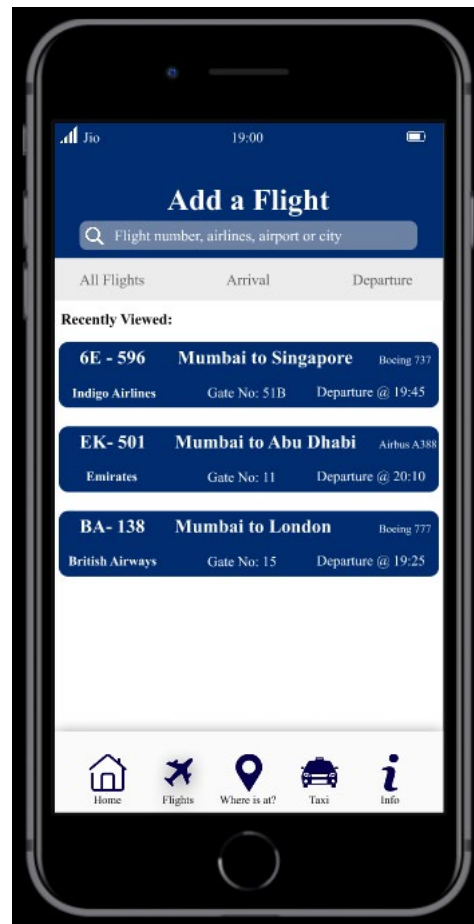 Jio 19:00
Add a Flight
Flight number, airlines, airport or city
All Flights Arrival Departure
Recently Viewed:
6E - 596 Mumbai to Singapore Boeing 737
Indigo Airlines Gate No: 51B Departure @ 19:45
EK- 501 Mumbai to Abu Dhabi Airbus A388
Emirates Gate No: 11 Departure @ 20:10
BA- 138 Mumbai to London Boeing 777
British Airways Gate No: 15 Departure @ 19:25
Home Flights Where is at? Taxi Info